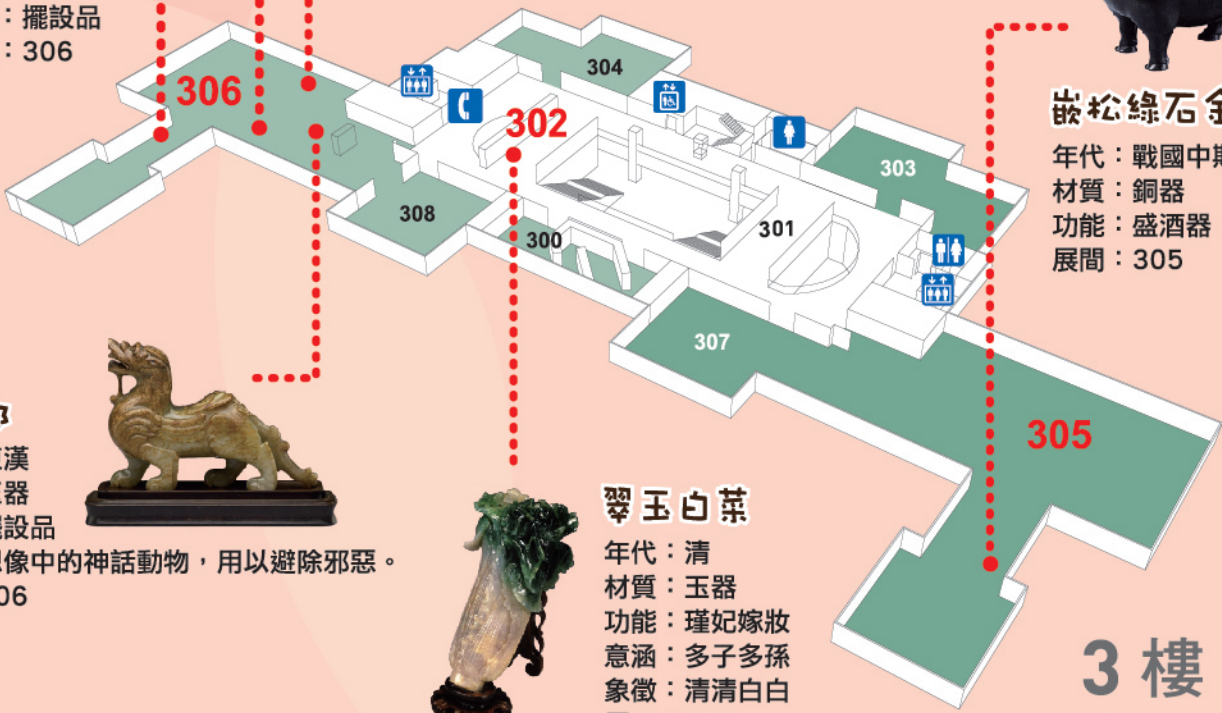 ：擺設品
：306
306
304
302
303
308
300
301
307
305
嵌松綠石金
年代：戰國中期
材質：銅器
功能：盛酒器
展間：305
漢
器
設品
像中的神話動物，用以避除邪惡。
06
翠玉白菜
年代：清
材質：玉器
功能：瑾妃嫁妝
意涵：多子多孫
象徵：清清白白
3 樓